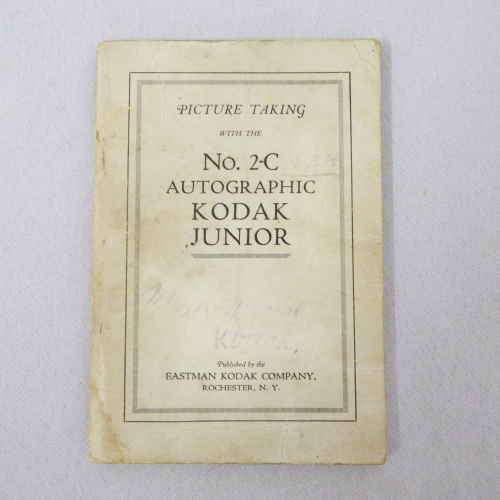 PICTURE TAKING
WITH THE
No. 2-C
AUTOGRAPHIC
KODAK
JUNIOR
Published by the
EASTMAN KODAK COMPANY,
ROCHESTER, N. Y.